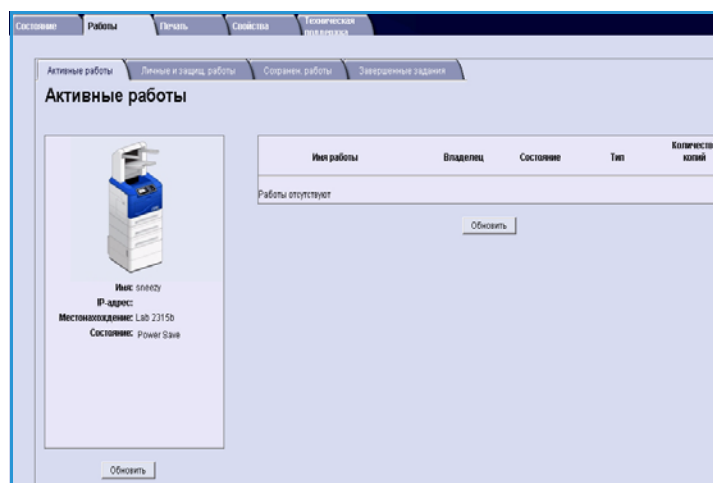 Состояние Работы Печать Свойства Техническая
поддержка
Активные работы Личные и защищ. работы Сохранен. работы Завершенные задания
Активные работы
Имя работы Владелец Состояние Тип Количество
копий
Работы отсутствуют
Обновить
Имя: sneezy
IP-адрес:
Местонахождение: Lab 2315b
Состояние: Power Save
Обновить